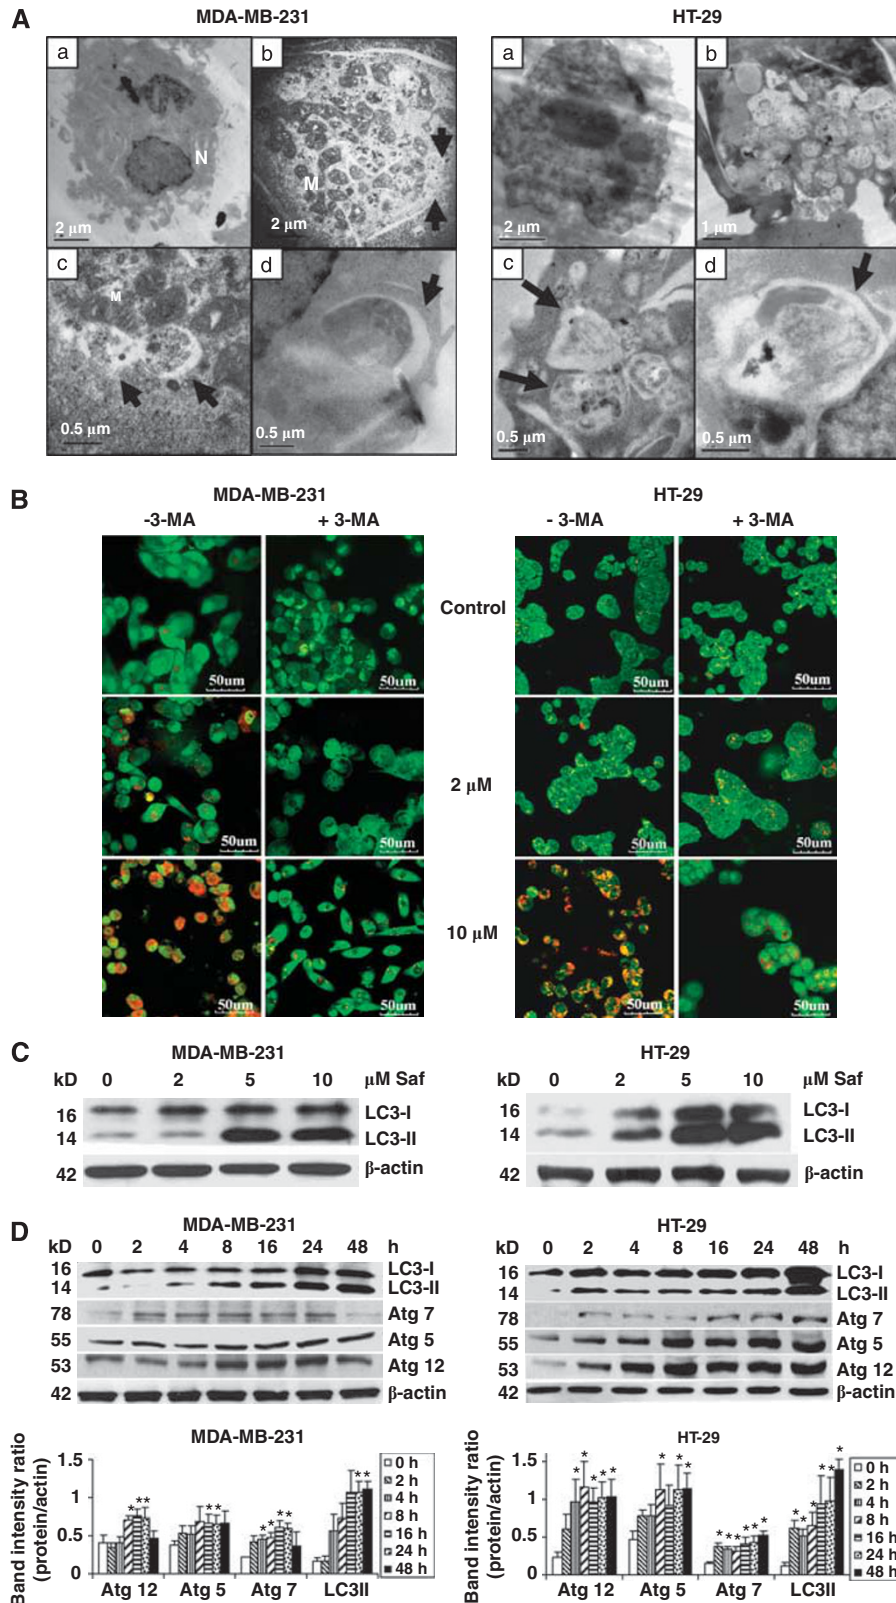 A
MDA-MB-231
HT-29
a
b
a
b
N
M
2 µm
2 µm
2 µm
1 µm
c
d
c
d
M
0.5 µm
0.5 µm
0.5 µm
0.5 µm
B
MDA-MB-231
HT-29
-3-MA
+ 3-MA
- 3-MA
+ 3-MA
Control
50um
50um
50um
50um
2 µM
50um
50um
50um
50um
10 µM
50um
50um
50um
50um
C
MDA-MB-231
kD 0 2 5 10 µM Saf
16 LC3-I
14 LC3-II
42 β-actin
HT-29
kD 0 2 5 10 µM Saf
16 LC3-I
14 LC3-II
42 β-actin
D
MDA-MB-231
kD 0 2 4 8 16 24 48 h
16 LC3-I
14 LC3-II
78 Atg 7
55 Atg 5
53 Atg 12
42 β-actin
HT-29
kD 0 2 4 8 16 24 48 h
16 LC3-I
14 LC3-II
78 Atg 7
55 Atg 5
53 Atg 12
42 β-actin
MDA-MB-231
Band intensity ratio
(protein/actin)
1.5
1
0.5
0
* * *
* *
* * * *
* *
Atg 12 Atg 5 Atg 7 LC3II
0 h
2 h
4 h
8 h
16 h
24 h
48 h
HT-29
Band intensity ratio
(protein/actin)
1.5
1
0.5
0
* * * * *
* * *
* * * * * *
* * * * * *
Atg 12 Atg 5 Atg 7 LC3II
0 h
2 h
4 h
8 h
16 h
24 h
48 h